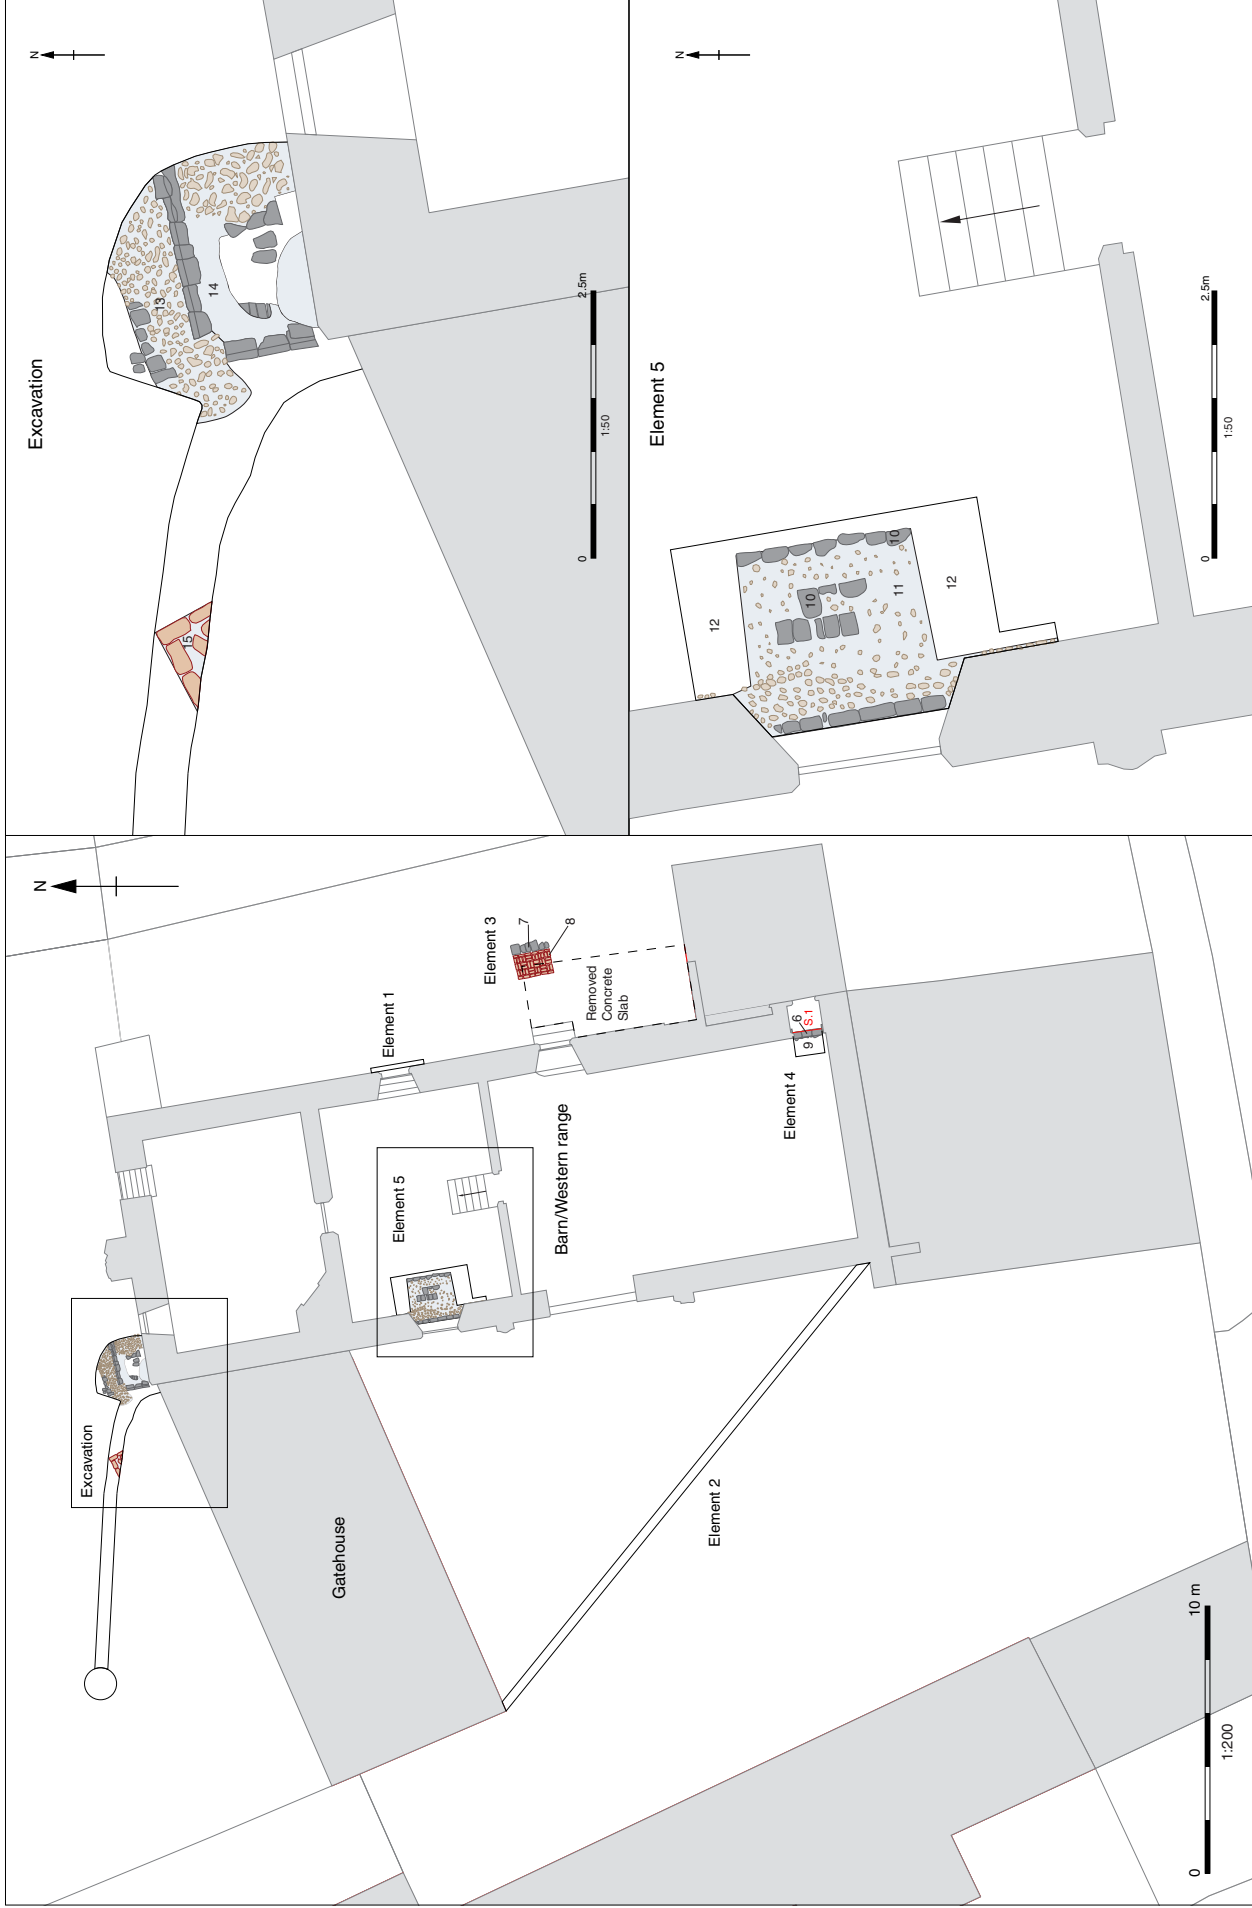 N
Excavation
15
13
14
0
2.5m
1:50
N
Element 5
12
10
10
11
12
0
2.5m
1:50
N
Excavation
Gatehouse
Element 1
Element 5
Element 3
7
8
Removed
Concrete
Slab
Barn/Western range
Element 4
9
6
S.1
Element 2
0
10 m
1:200